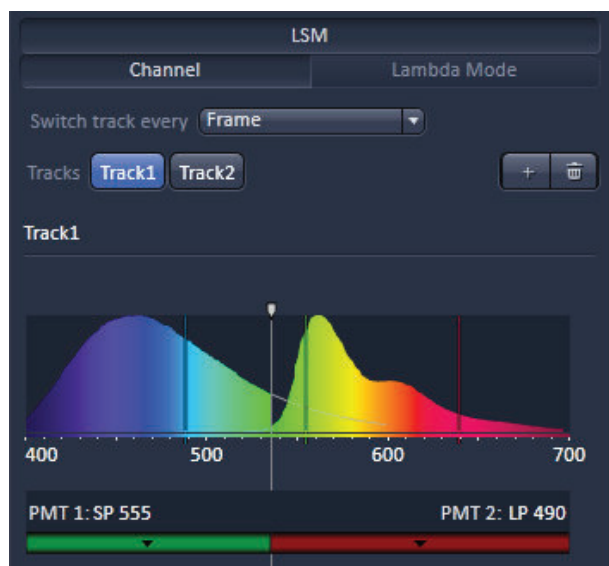 LSM
Channel Lambda Mode
Switch track every Frame
Tracks Track1 Track2 +
Track1
400 500 600 700
PMT 1: SP 555 PMT 2: LP 490